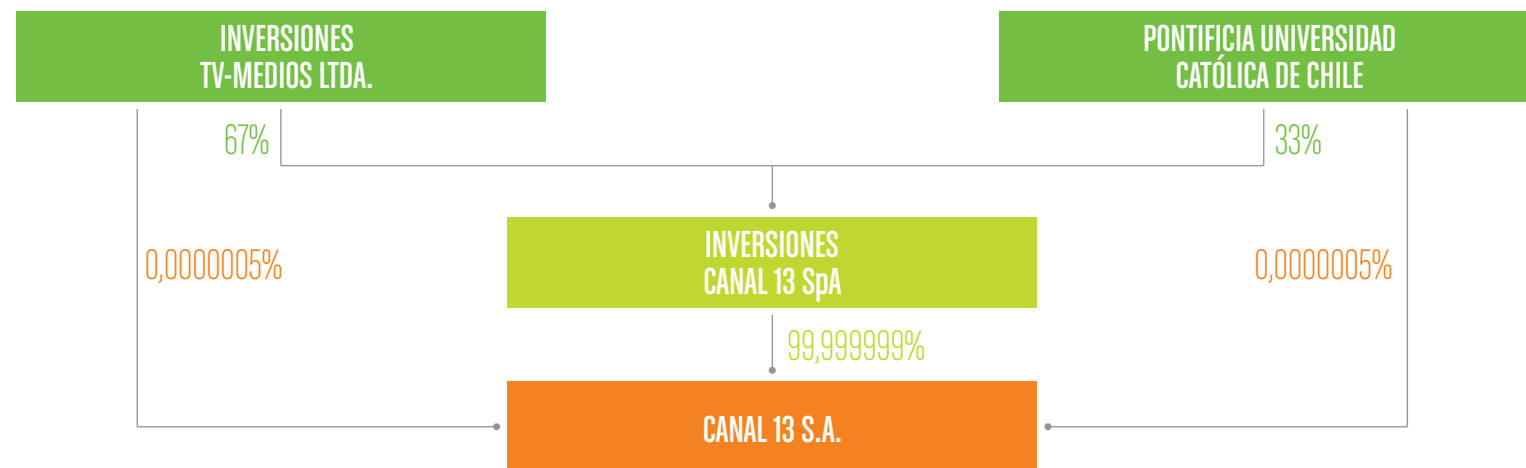 INVERSIONES
TV-MEDIOS LTDA.
PONTIFICIA UNIVERSIDAD
CATÓLICA DE CHILE
67%
33%
0,0000005%
INVERSIONES
CANAL 13 SpA
0,0000005%
99,999999%
CANAL 13 S.A.